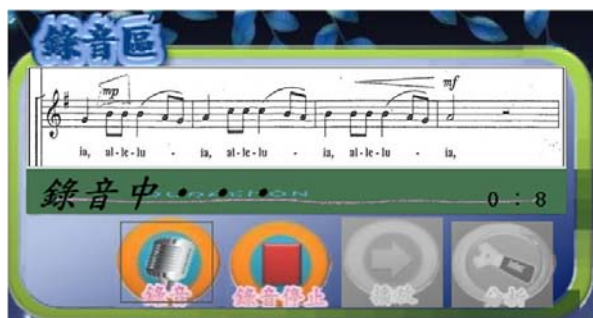 錄音區
mp mf
ia, al-le-lu - ia, al-le-lu - ia, al-le-lu - ia,
錄音中...
0 : 8
錄音 錄音停止 播放 分析